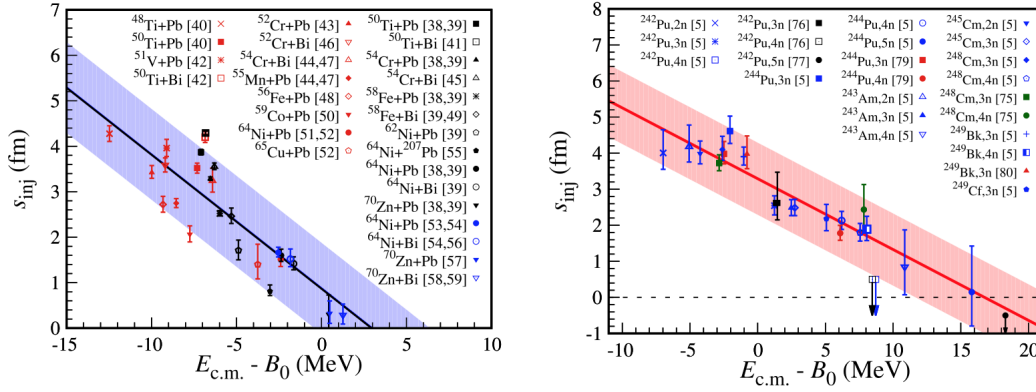 7
6
5
4
3
2
1
0
s_inj (fm)
⁴⁸Ti+Pb [40]
⁵⁰Ti+Pb [40]
⁵¹V+Pb [42]
⁵⁰Ti+Bi [42]
⁵²Cr+Pb [43]
⁵²Cr+Bi [46]
⁵⁴Cr+Bi [44,47]
⁵⁵Mn+Pb [44,47]
⁵⁶Fe+Pb [48]
⁵⁹Co+Pb [50]
⁶⁴Ni+Pb [51,52]
⁶⁵Cu+Pb [52]
⁵⁰Ti+Pb [38,39]
⁵⁰Ti+Bi [41]
⁵⁴Cr+Pb [38,39]
⁵⁴Cr+Bi [45]
⁵⁸Fe+Pb [38,39]
⁵⁸Fe+Bi [39,49]
⁶²Ni+Pb [39]
⁶⁴Ni+²⁰⁷Pb [55]
⁶⁴Ni+Pb [38,39]
⁶⁴Ni+Bi [39]
⁷⁰Zn+Pb [38,39]
⁶⁴Ni+Pb [53,54]
⁶⁴Ni+Bi [54,56]
⁷⁰Zn+Pb [57]
⁷⁰Zn+Bi [58,59]
-15 -10 -5 0 5 10
E_c.m. - B₀ (MeV)
8
7
6
5
4
3
2
1
0
-1
s_inj (fm)
²⁴²Pu,2n [5]
²⁴²Pu,3n [5]
²⁴²Pu,4n [5]
²⁴²Pu,3n [76]
²⁴²Pu,4n [76]
²⁴²Pu,5n [77]
²⁴⁴Pu,3n [5]
²⁴⁴Pu,4n [5]
²⁴⁴Pu,5n [5]
²⁴⁴Pu,3n [79]
²⁴⁴Pu,4n [79]
²⁴³Am,2n [5]
²⁴³Am,3n [5]
²⁴³Am,4n [5]
²⁴⁵Cm,2n [5]
²⁴⁵Cm,3n [5]
²⁴⁸Cm,3n [5]
²⁴⁸Cm,4n [5]
²⁴⁸Cm,3n [75]
²⁴⁸Cm,4n [75]
²⁴⁹Bk,3n [5]
²⁴⁹Bk,4n [5]
²⁴⁹Bk,3n [80]
²⁴⁹Cf,3n [5]
-10 -5 0 5 10 15 20
E_c.m. - B₀ (MeV)